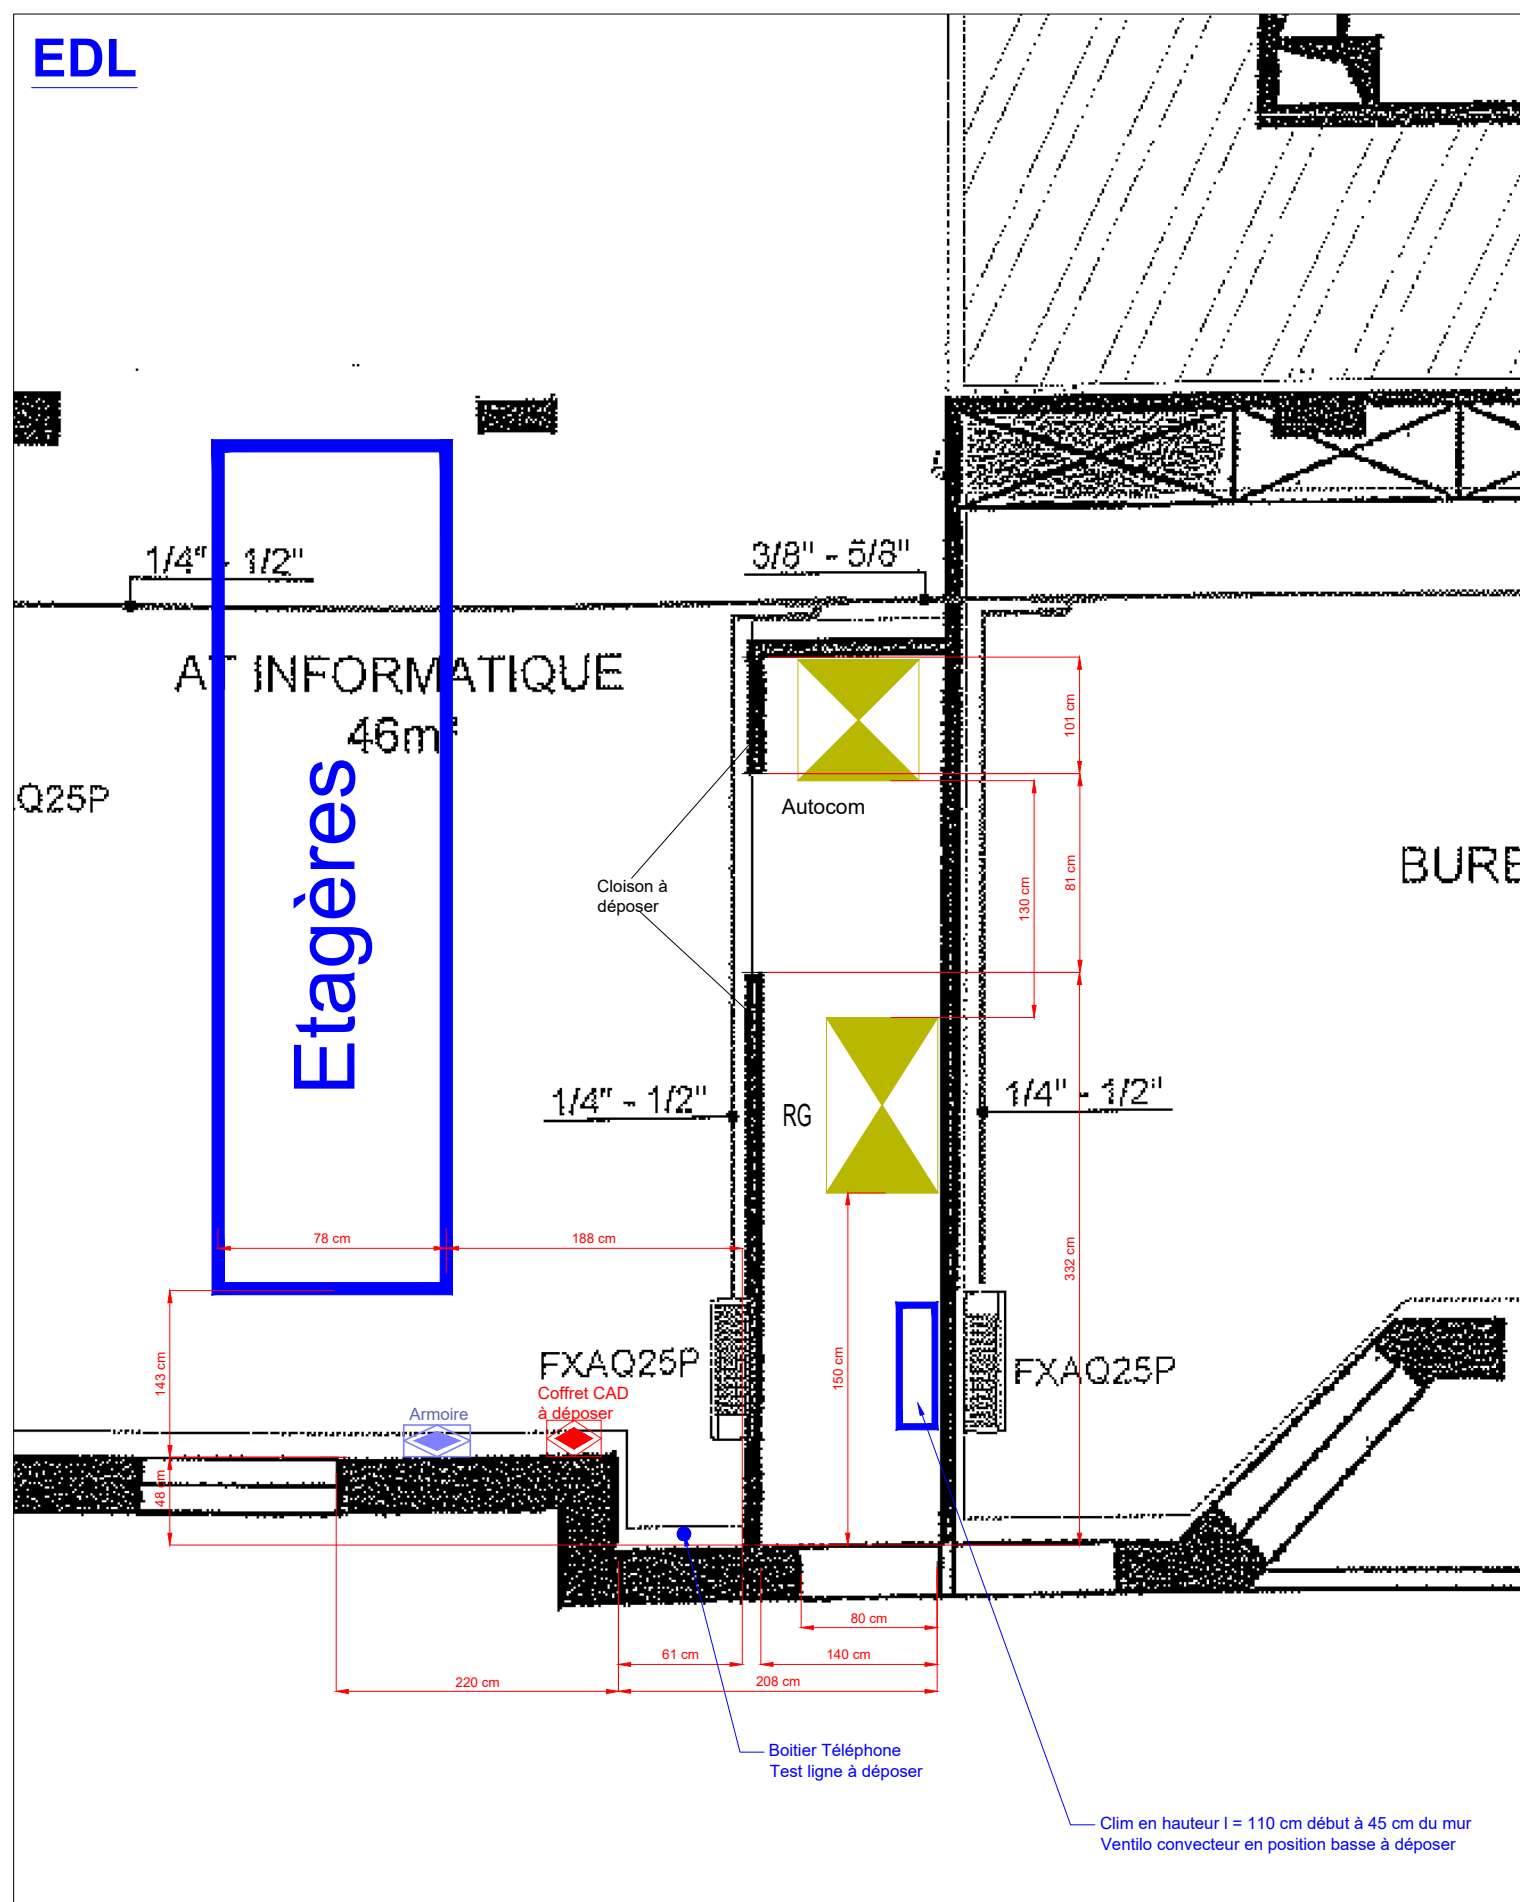 EDL
1/4" - 1/2"
3/8" - 5/8"
AT INFORMATIQUE
46m²
Q25P
Etagères
Autocom
101 cm
81 cm
130 cm
Cloison à
déposer
1/4" - 1/2"
RG
1/4" - 1/2"
78 cm
188 cm
332 cm
143 cm
150 cm
FXAQ25P
FXAQ25P
Coffret CAD
à déposer
Armoire
48 cm
80 cm
61 cm
140 cm
220 cm
208 cm
Boitier Téléphone
Test ligne à déposer
Clim en hauteur l = 110 cm début à 45 cm du mur
Ventilo convecteur en position basse à déposer